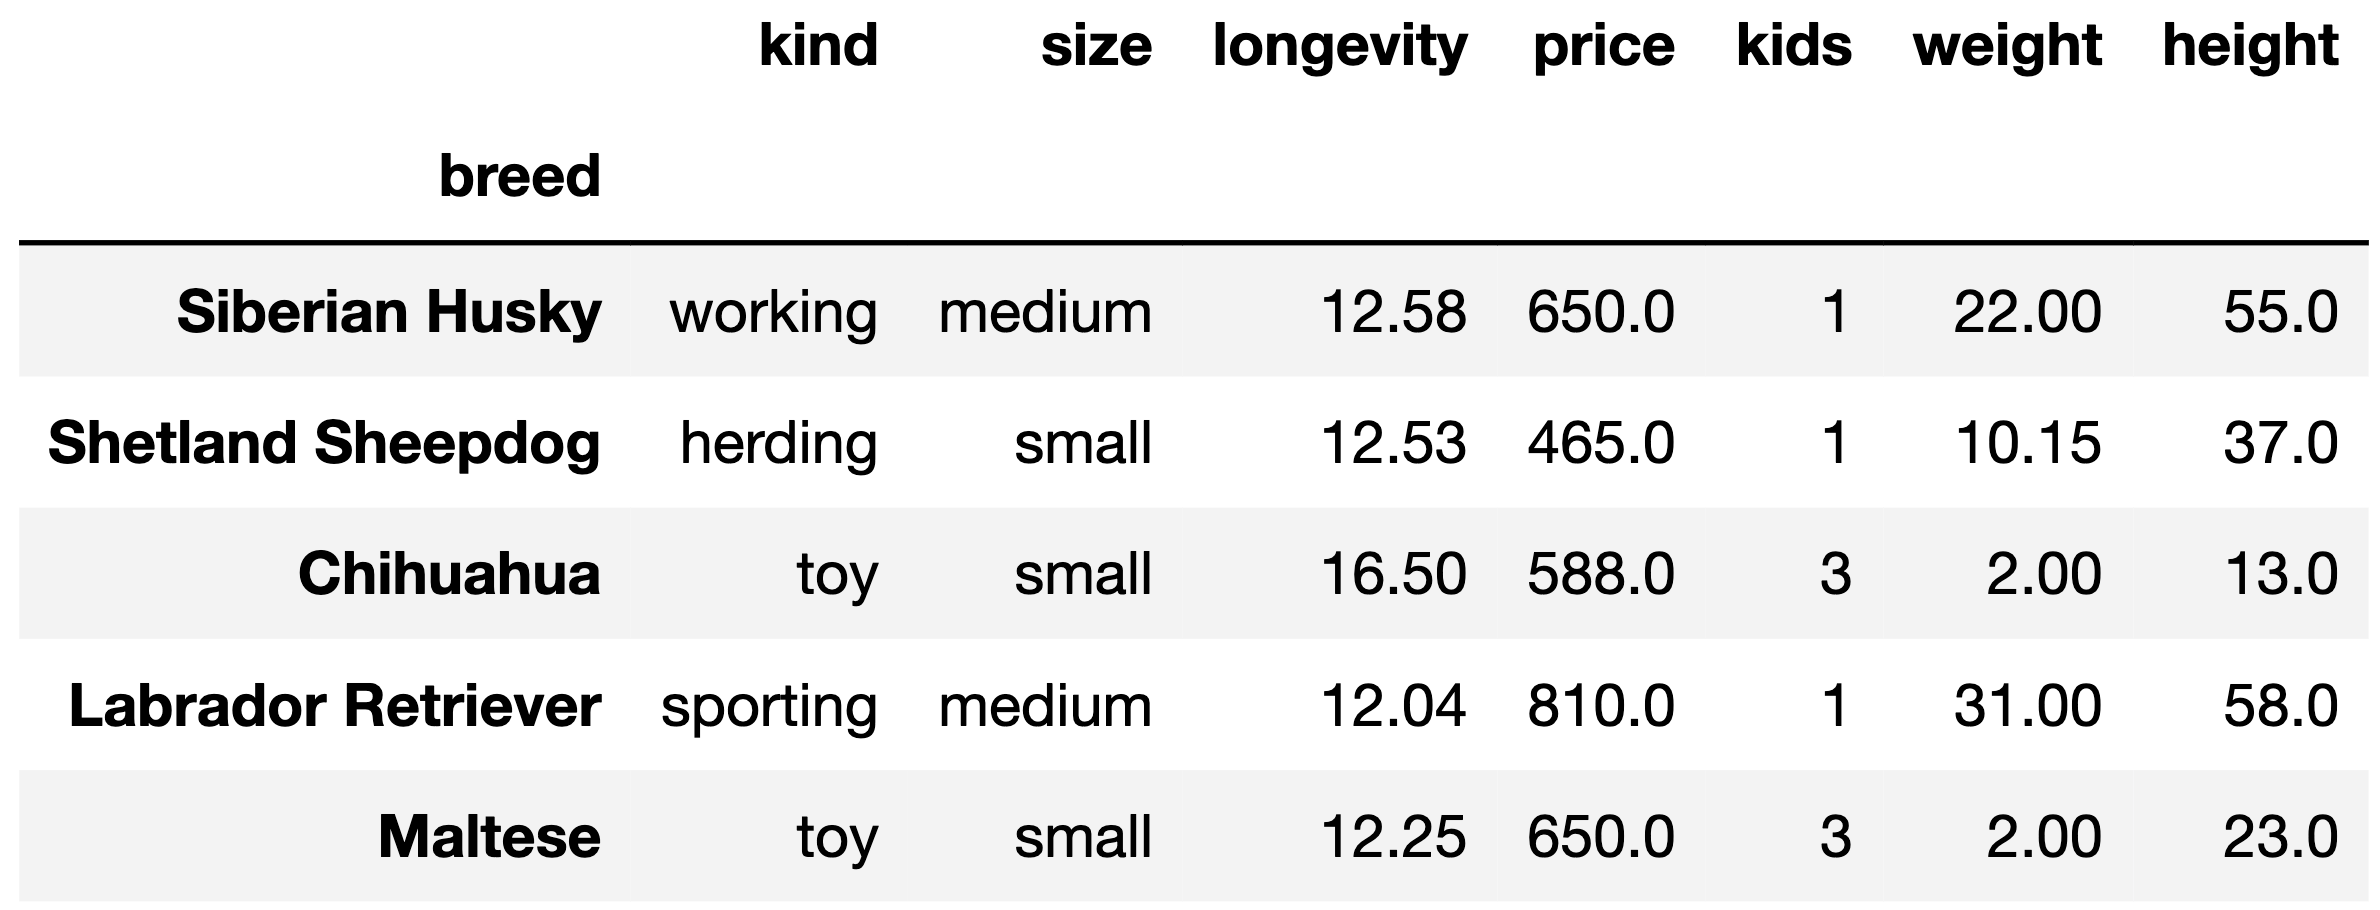 kind size longevity price kids weight height
breed
Siberian Husky working medium 12.58 650.0 1 22.00 55.0
Shetland Sheepdog herding small 12.53 465.0 1 10.15 37.0
Chihuahua toy small 16.50 588.0 3 2.00 13.0
Labrador Retriever sporting medium 12.04 810.0 1 31.00 58.0
Maltese toy small 12.25 650.0 3 2.00 23.0